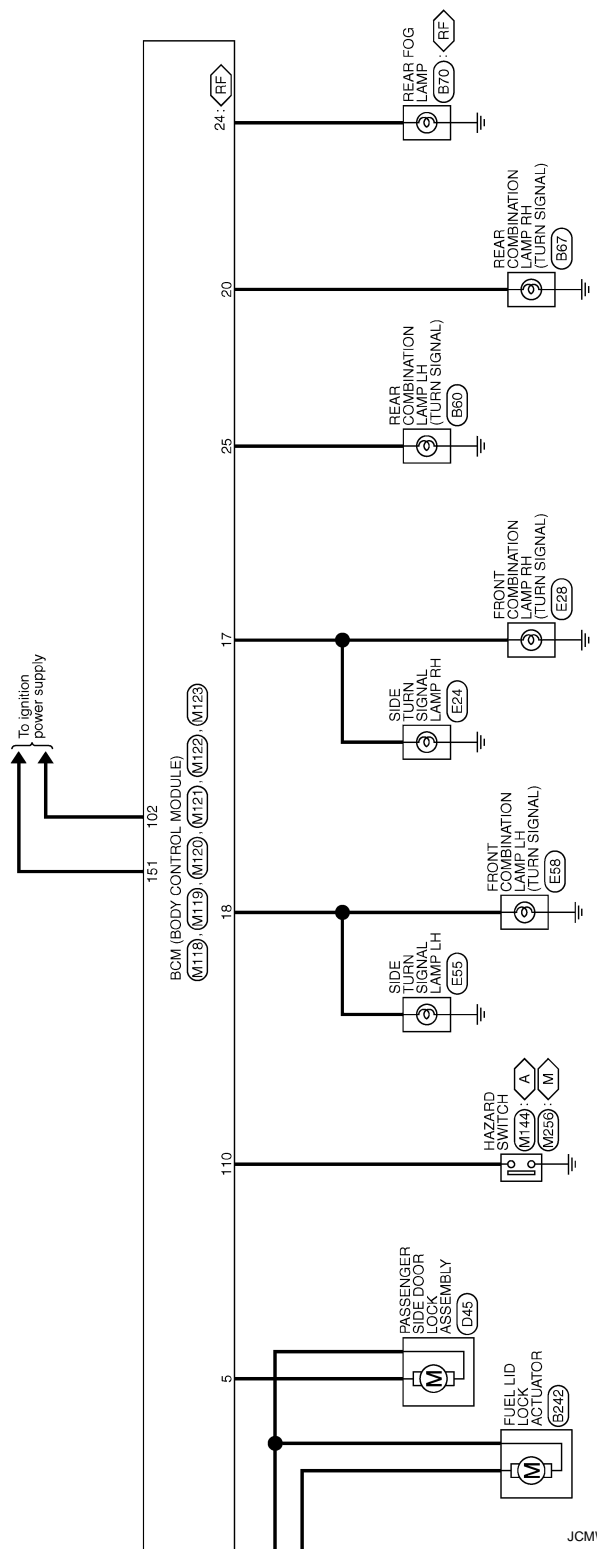 24 : RF
REAR FOG
LAMP
B70 : RF
20
REAR
COMBINATION
LAMP RH
(TURN SIGNAL)
B67
25
REAR
COMBINATION
LAMP LH
(TURN SIGNAL)
B60
17
FRONT
COMBINATION
LAMP RH
(TURN SIGNAL)
E28
SIDE
TURN
SIGNAL
LAMP RH
E24
To ignition
power supply
102
151
BCM (BODY CONTROL MODULE)
M118 , M119 , M120 , M121 , M122 , M123
18
FRONT
COMBINATION
LAMP LH
(TURN SIGNAL)
E58
SIDE
TURN
SIGNAL
LAMP LH
E55
110
HAZARD
SWITCH
M144 : A
M256 : M
5
PASSENGER
SIDE DOOR
LOCK
ASSEMBLY
D45
M
FUEL LID
LOCK
ACTUATOR
B242
M